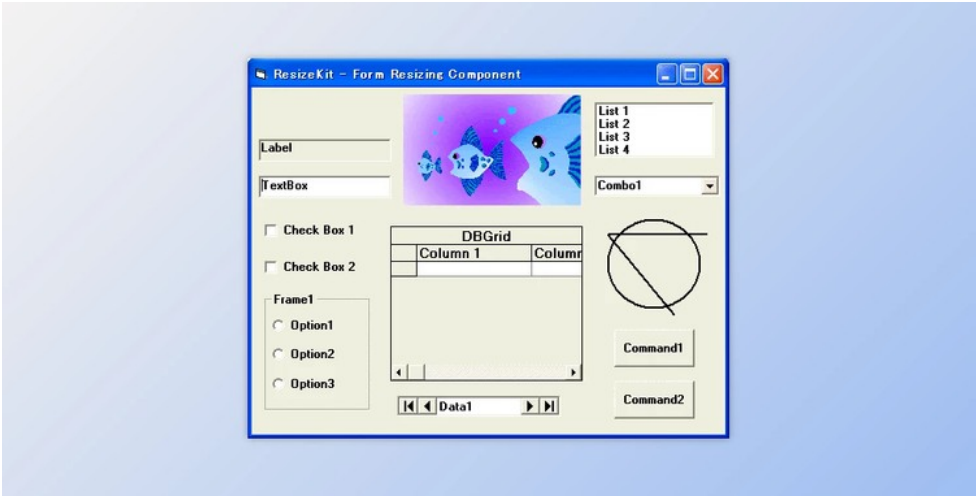 ResizeKit - Form Resizing Component
Label
TextBox
Check Box 1
Check Box 2
Frame1
Option1
Option2
Option3
DBGrid
Column 1 Column
Data1
List 1
List 2
List 3
List 4
Combo1
Command1
Command2